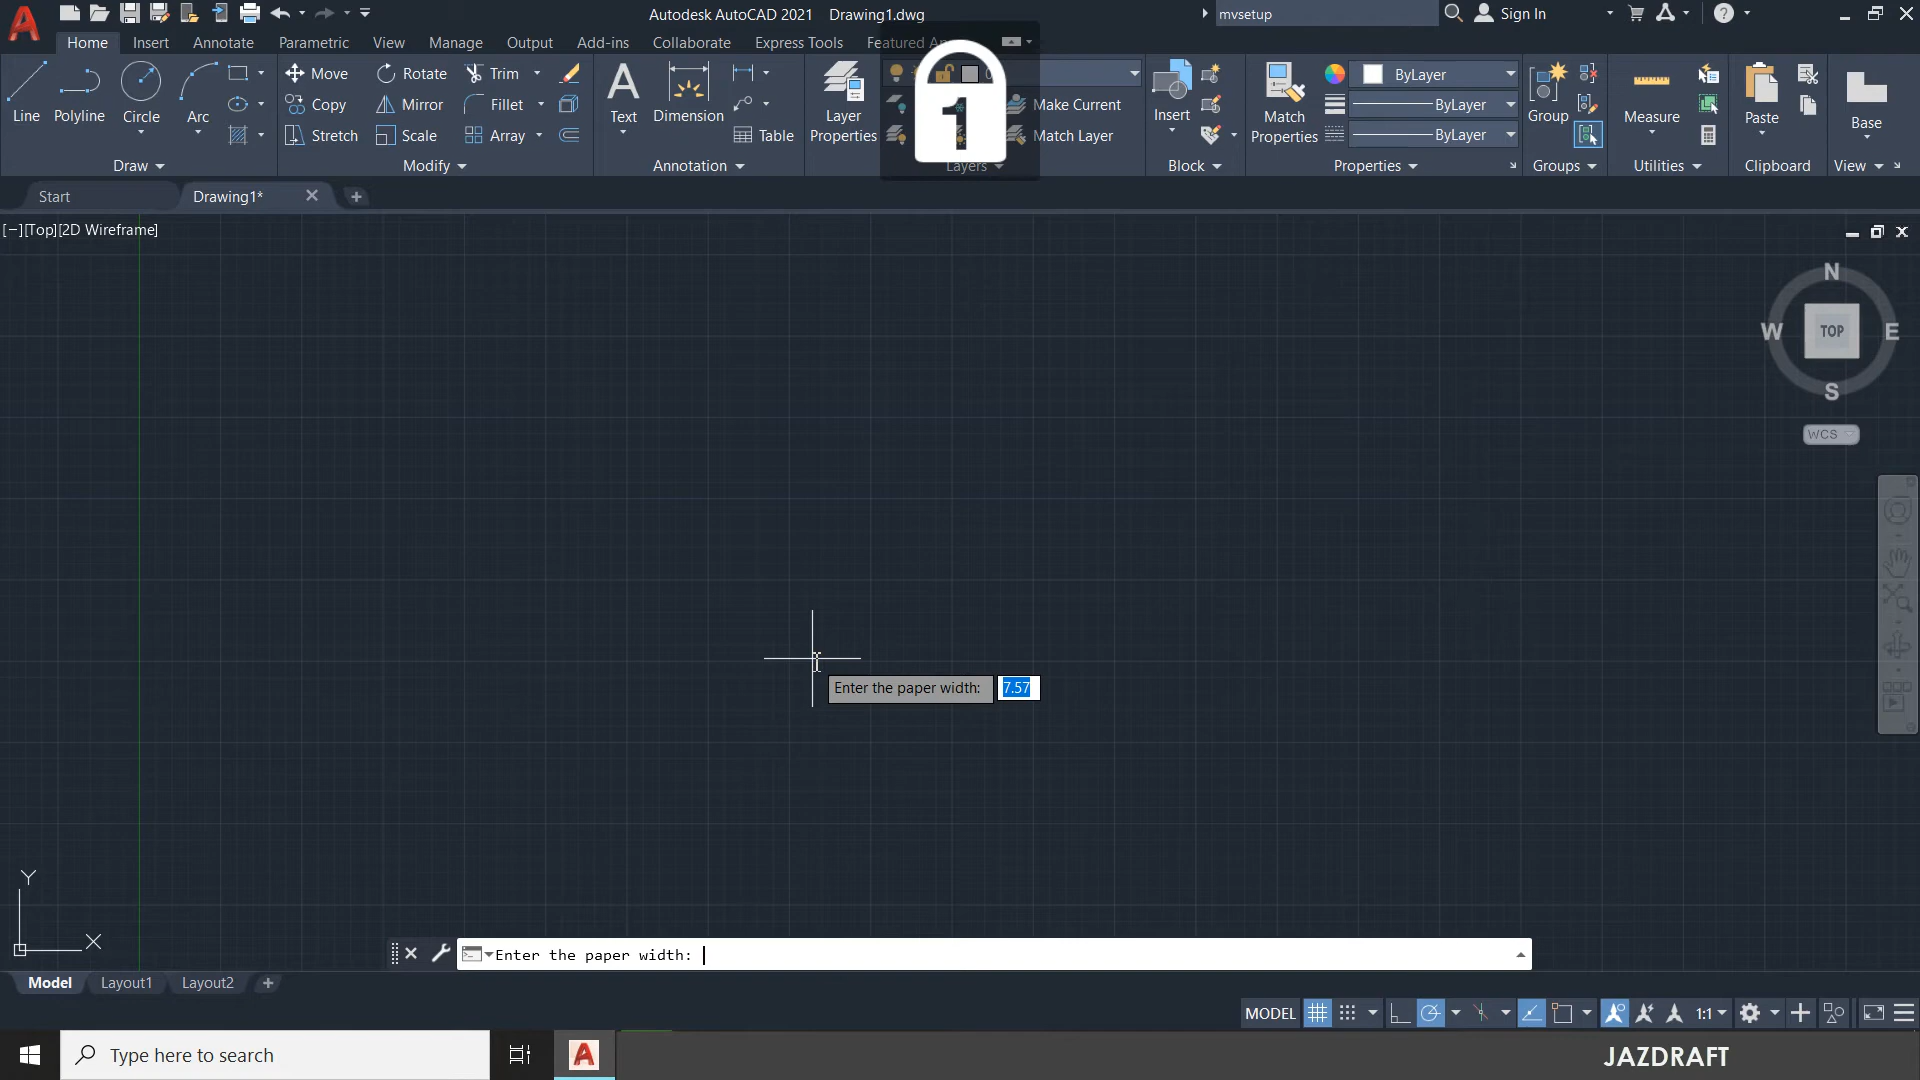 Autodesk AutoCAD 2021 Drawing1.dwg
mvsetup
Sign In
Home Insert Annotate Parametric View Manage Output Add-ins Collaborate Express Tools Featured
Line
Polyline
Circle
Arc
Draw
Move
Copy
Stretch
Rotate
Mirror
Scale
Trim
Fillet
Array
Modify
Text
Dimension
Table
Annotation
Layer
Properties
Make Current
Match Layer
Layers
1
Insert
Block
Match
Properties
ByLayer
ByLayer
ByLayer
Properties
Group
Groups
Measure
Utilities
Paste
Clipboard
Base
View
Start
Drawing1*
[−][Top][2D Wireframe]
N
W
TOP
E
S
WCS
Enter the paper width: 7.57
Y
X
Enter the paper width:
Model Layout1 Layout2
MODEL
1:1
Type here to search
JAZDRAFT